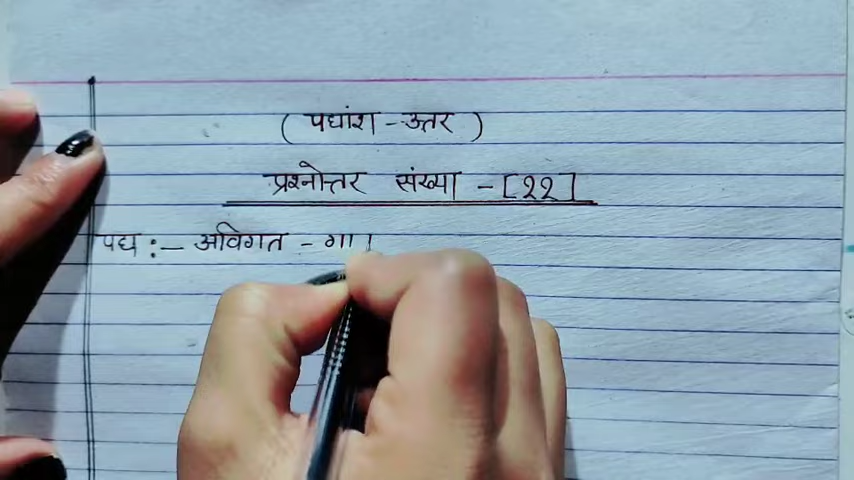 ( पद्यांश - उत्तर )
प्रश्नोत्तर संख्या - [22]
पद्य :- अविगत -